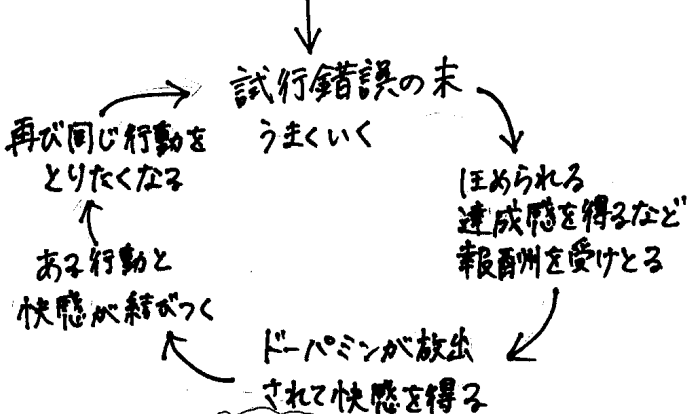 試行錯誤の末
うまくいく
ほめられる
達成感を得るなど
報酬を受けとる
ドーパミンが放出
されて快感を得る
ある行動と
快感が結びつく
再び同じ行動を
とりたくなる